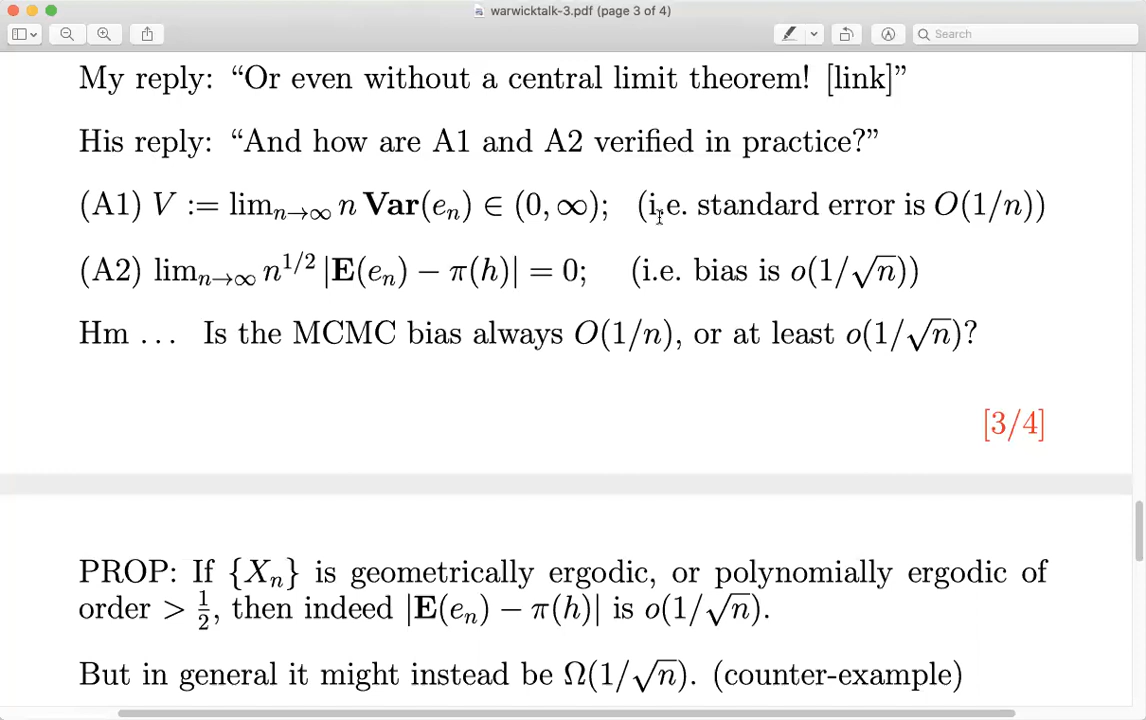 warwicktalk-3.pdf (page 3 of 4)
Search
My reply: “Or even without a central limit theorem! [link]”
His reply: “And how are A1 and A2 verified in practice?”
(A1) V := lim_{n→∞} n Var(e_n) ∈ (0, ∞); (i.e. standard error is O(1/n))
(A2) lim_{n→∞} n^{1/2} |E(e_n) − π(h)| = 0; (i.e. bias is o(1/√n))
Hm … Is the MCMC bias always O(1/n), or at least o(1/√n)?
[3/4]
PROP: If {X_n} is geometrically ergodic, or polynomially ergodic of
order > 1/2, then indeed |E(e_n) − π(h)| is o(1/√n).
But in general it might instead be Ω(1/√n). (counter-example)